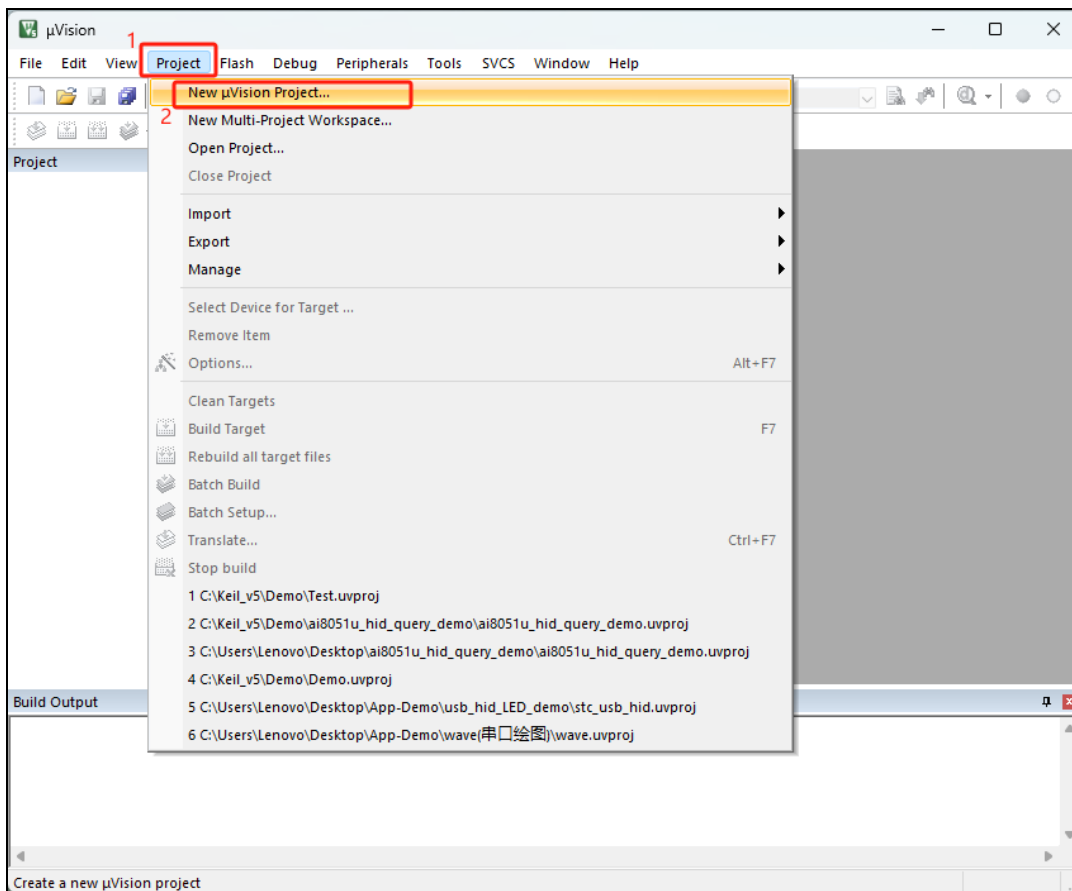 µVision
1
File Edit View Project Flash Debug Peripherals Tools SVCS Window Help
New µVision Project...
2
New Multi-Project Workspace...
Open Project...
Close Project
Project
Import
Export
Manage
Select Device for Target ...
Remove Item
Options... Alt+F7
Clean Targets
Build Target F7
Rebuild all target files
Batch Build
Batch Setup...
Translate... Ctrl+F7
Stop build
1 C:\Keil_v5\Demo\Test.uvproj
2 C:\Keil_v5\Demo\ai8051u_hid_query_demo\ai8051u_hid_query_demo.uvproj
3 C:\Users\Lenovo\Desktop\ai8051u_hid_query_demo\ai8051u_hid_query_demo.uvproj
4 C:\Keil_v5\Demo\Demo.uvproj
5 C:\Users\Lenovo\Desktop\App-Demo\usb_hid_LED_demo\stc_usb_hid.uvproj
6 C:\Users\Lenovo\Desktop\App-Demo\wave(串口绘图)\wave.uvproj
Build Output
Create a new µVision project